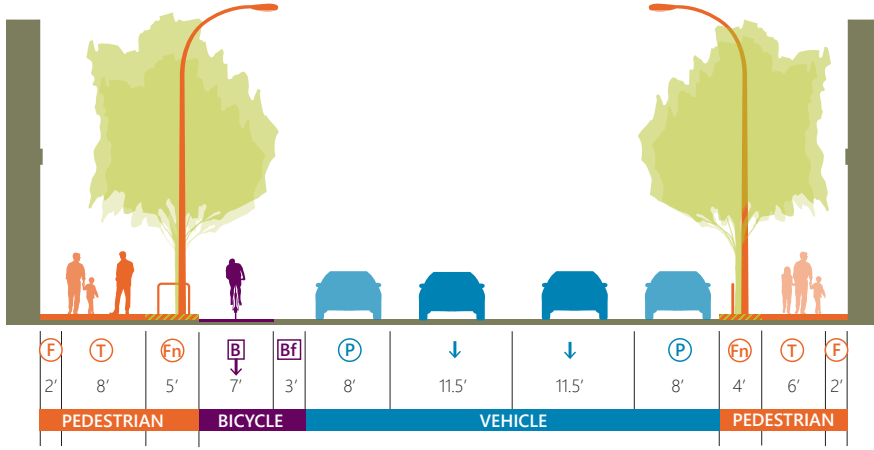 F T Fn B Bf P ↓ ↓ P Fn T F
2’ 8’ 5’ 7’ 3’ 8’ 11.5’ 11.5’ 8’ 4’ 6’ 2’
PEDESTRIAN BICYCLE VEHICLE PEDESTRIAN